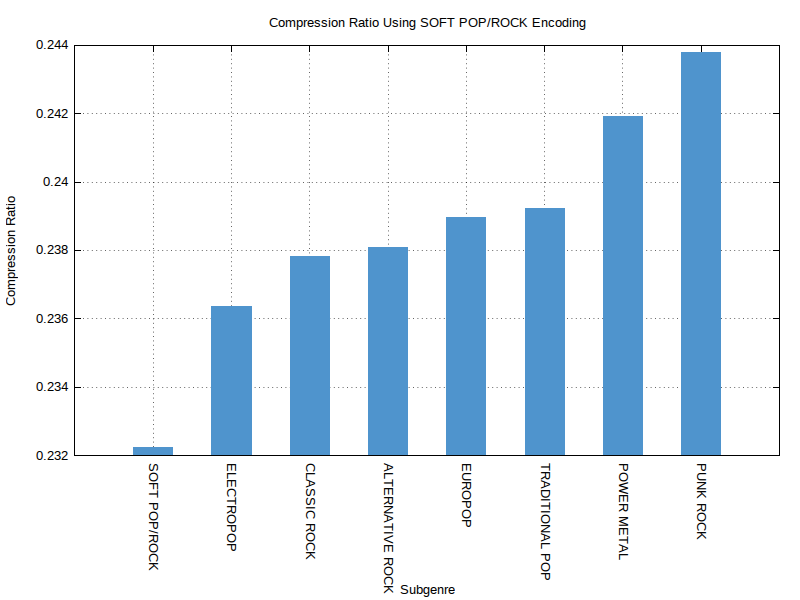 Compression Ratio Using SOFT POP/ROCK Encoding
0.244
0.242
0.24
0.238
0.236
0.234
0.232
Compression Ratio
SOFT POP/ROCK
ELECTROPOP
CLASSIC ROCK
ALTERNATIVE ROCK
EUROPOP
TRADITIONAL POP
POWER METAL
PUNK ROCK
Subgenre